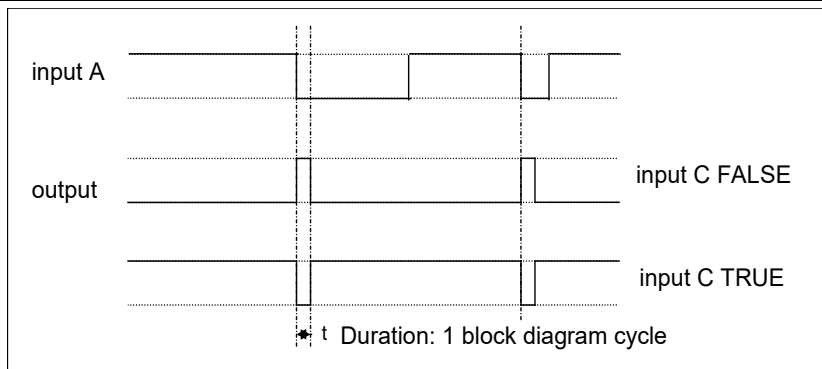 input A
input C FALSE
output
input C TRUE
t Duration: 1 block diagram cycle